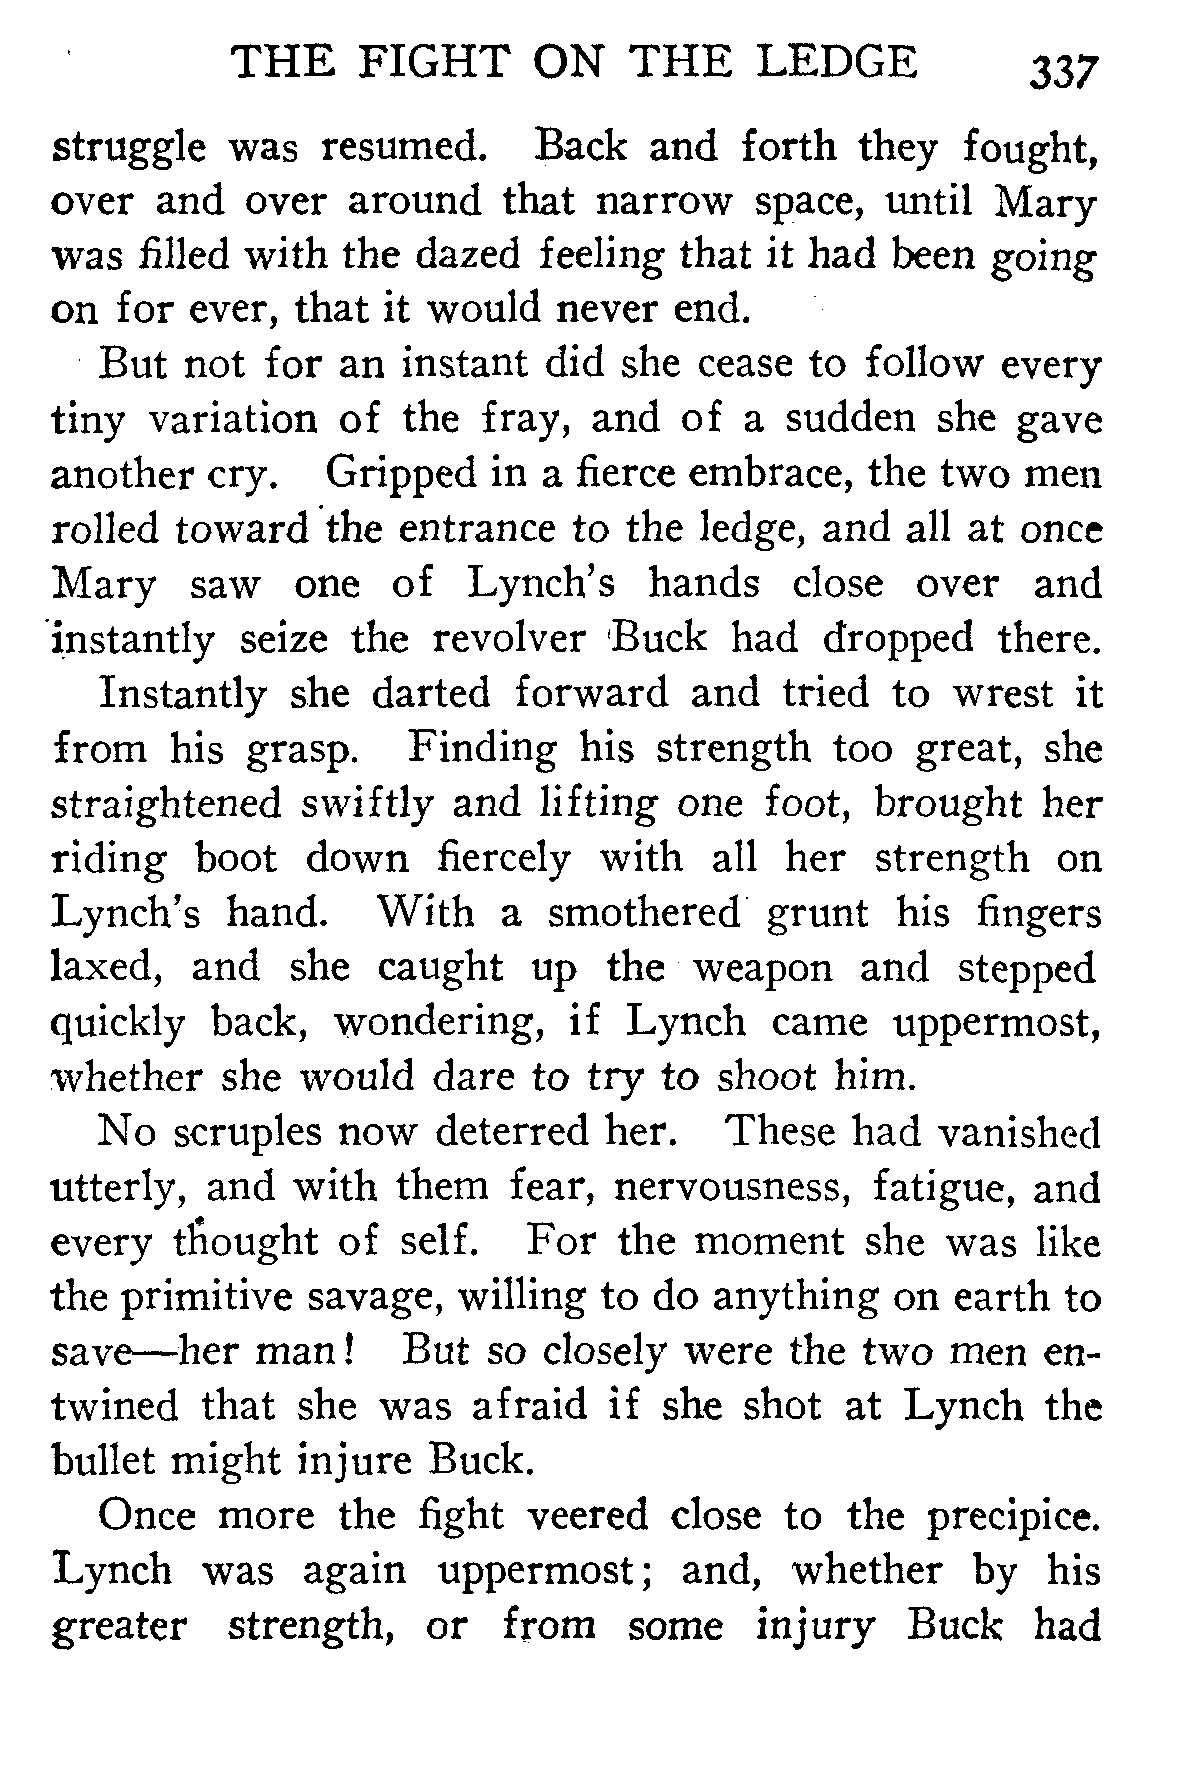 THE FIGHT ON THE LEDGE 337
struggle was resumed. Back and forth they fought,
over and over around that narrow space, until Mary
was filled with the dazed feeling that it had been going
on for ever, that it would never end.
But not for an instant did she cease to follow every
tiny variation of the fray, and of a sudden she gave
another cry. Gripped in a fierce embrace, the two men
rolled toward the entrance to the ledge, and all at once
Mary saw one of Lynch's hands close over and
instantly seize the revolver Buck had dropped there.
Instantly she darted forward and tried to wrest it
from his grasp. Finding his strength too great, she
straightened swiftly and lifting one foot, brought her
riding boot down fiercely with all her strength on
Lynch's hand. With a smothered grunt his fingers
laxed, and she caught up the weapon and stepped
quickly back, wondering, if Lynch came uppermost,
whether she would dare to try to shoot him.
No scruples now deterred her. These had vanished
utterly, and with them fear, nervousness, fatigue, and
every thought of self. For the moment she was like
the primitive savage, willing to do anything on earth to
save—her man! But so closely were the two men en-
twined that she was afraid if she shot at Lynch the
bullet might injure Buck.
Once more the fight veered close to the precipice.
Lynch was again uppermost; and, whether by his
greater strength, or from some injury Buck had